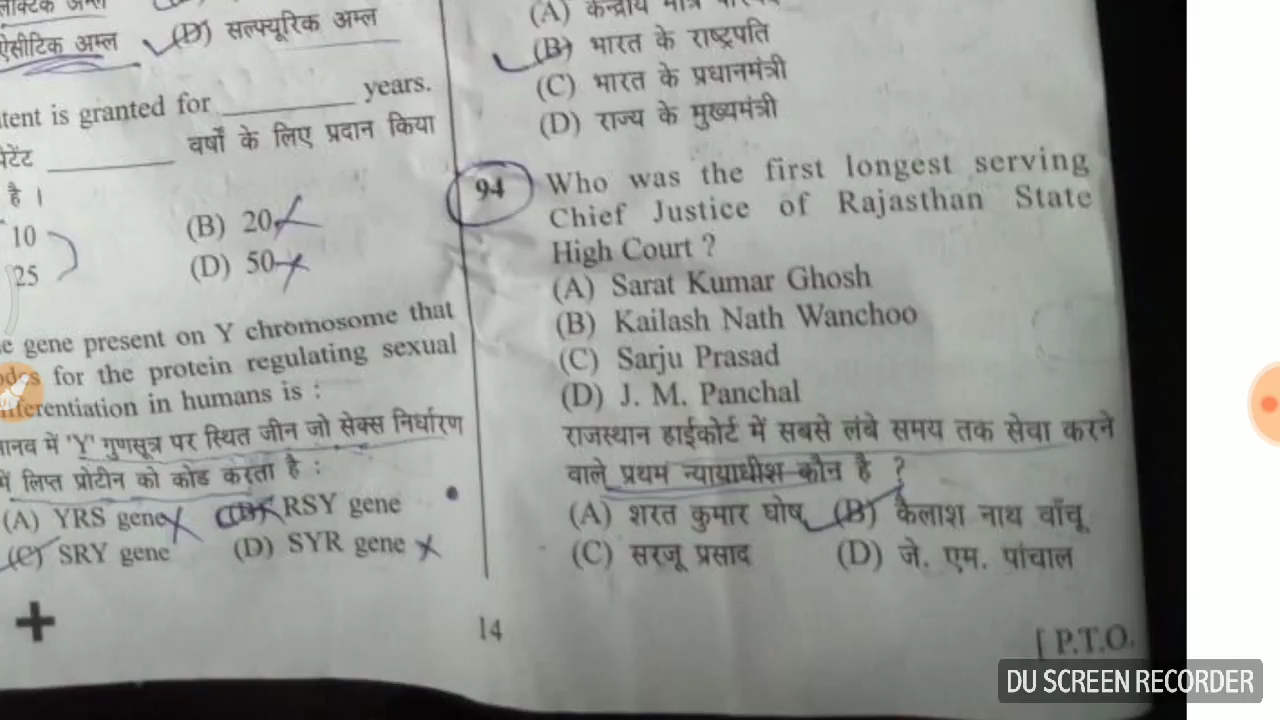 ऐसीटिक अम्ल
(D) सल्फ्यूरिक अम्ल
is granted for ________ years.
________ वर्षों के लिए प्रदान किया
है ।
10
(B) 20
25
(D) 50
gene present on Y chromosome that
for the protein regulating sexual
in humans is :
में 'Y' गुणसूत्र पर स्थित जीन जो सेक्स निर्धारण
में लिप्त प्रोटीन को कोड करता है :
(A) YRS gene
(B) RSY gene
(C) SRY gene
(D) SYR gene
(A)
(B) भारत के राष्ट्रपति
(C) भारत के प्रधानमंत्री
(D) राज्य के मुख्यमंत्री
94 Who was the first longest serving
Chief Justice of Rajasthan State
High Court ?
(A) Sarat Kumar Ghosh
(B) Kailash Nath Wanchoo
(C) Sarju Prasad
(D) J. M. Panchal
राजस्थान हाईकोर्ट में सबसे लंबे समय तक सेवा करने
वाले प्रथम न्यायाधीश कौन है ?
(A) शरत कुमार घोष (B) कैलाश नाथ वाँचू
(C) सरजू प्रसाद (D) जे. एम. पांचाल
14
[ P.T.O.
DU SCREEN RECORDER